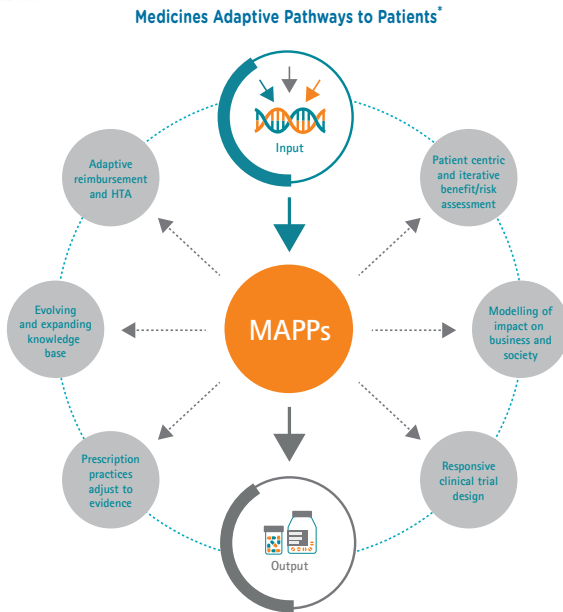 Medicines Adaptive Pathways to Patients*
Input
Adaptive
reimbursement
and HTA
Patient centric
and iterative
benefit/risk
assessment
Evolving
and expanding
knowledge
base
MAPPs
Modelling of
impact on
business and
society
Prescription
practices
adjust to
evidence
Responsive
clinical trial
design
Output